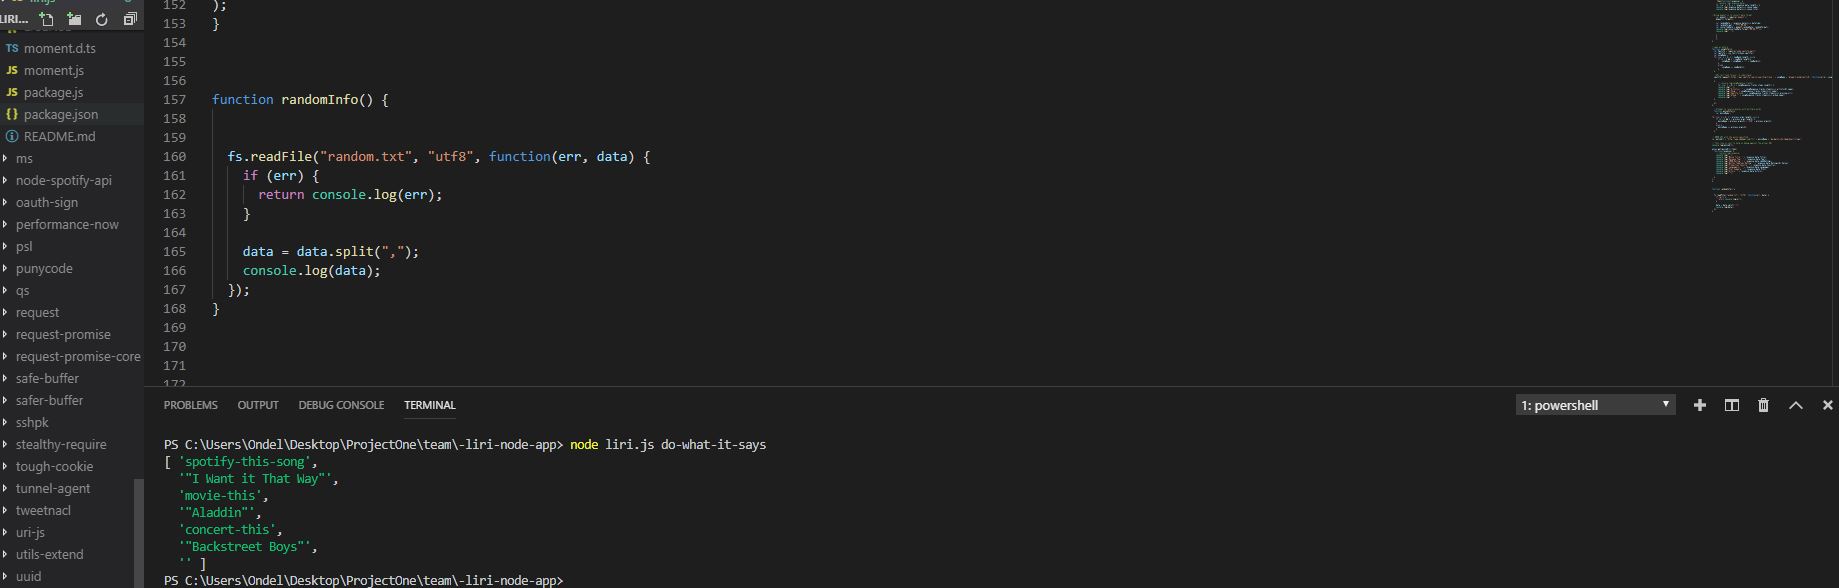 LIRI...
moment.d.ts
moment.js
package.js
package.json
README.md
ms
node-spotify-api
oauth-sign
performance-now
psl
punycode
qs
request
request-promise
request-promise-core
safe-buffer
safer-buffer
sshpk
stealthy-require
tough-cookie
tunnel-agent
tweetnacl
uri-js
utils-extend
uuid
152 );
153 }
154
155
156
157 function randomInfo() {
158
159
160 fs.readFile("random.txt", "utf8", function(err, data) {
161 if (err) {
162 return console.log(err);
163 }
164
165 data = data.split(",");
166 console.log(data);
167 });
168 }
169
170
171
172
PROBLEMS OUTPUT DEBUG CONSOLE TERMINAL 1: powershell
PS C:\Users\Ondel\Desktop\ProjectOne\team\-liri-node-app> node liri.js do-what-it-says
[ 'spotify-this-song',
'"I Want it That Way"',
'movie-this',
'"Aladdin"',
'concert-this',
'"Backstreet Boys"',
'' ]
PS C:\Users\Ondel\Desktop\ProjectOne\team\-liri-node-app>